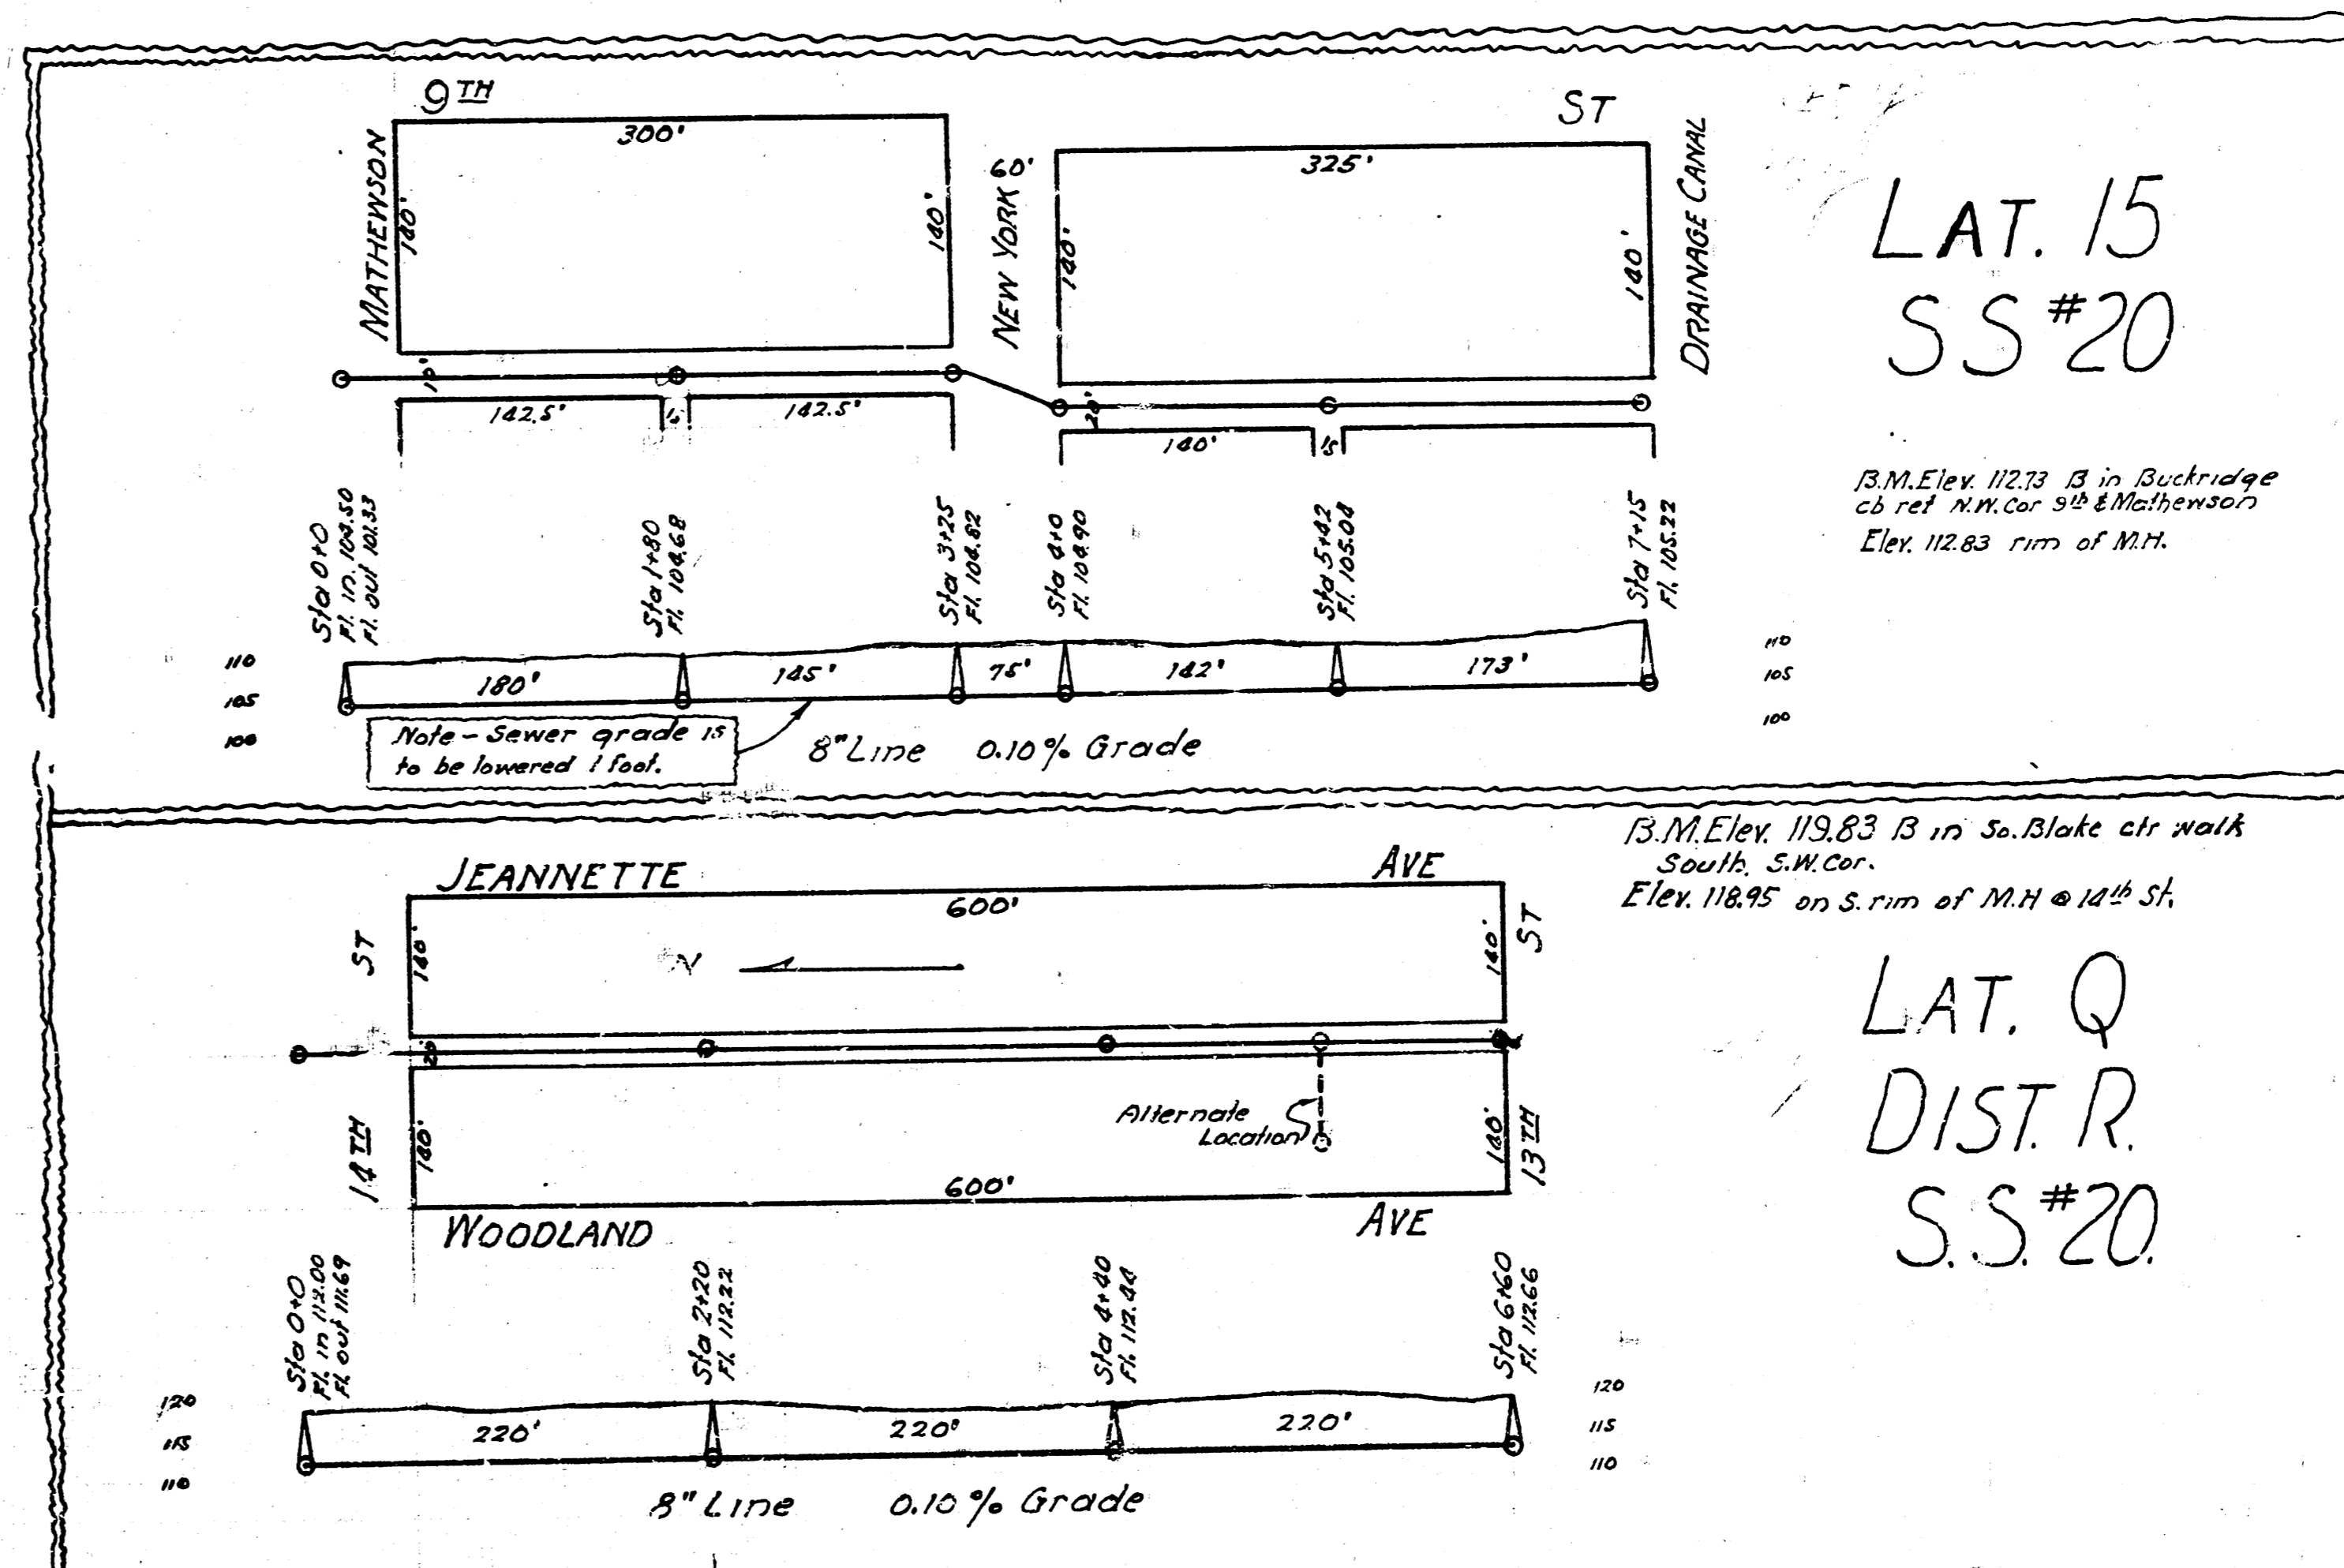 9TH ST
300'
325'
MATHEWSON
140'
140'
NEW YORK 60'
140'
140'
DRAINAGE CANAL
LAT. 15
SS #20
10'
20'
142.5'
15'
142.5'
140'
15'
B.M. Elev. 112.73 B in Buckridge
cb ret N.W. Cor 9th & Mathewson
Elev. 112.83 rim of M.H.
Sta 0+0
Fl. in. 104.50
Fl. out 101.33
Sta 1+80
Fl. 104.68
Sta 3+25
Fl. 104.82
Sta 4+0
Fl. 104.90
Sta 5+42
Fl. 105.04
Sta 7+15
Fl. 105.22
110
105
100
180'
145'
75'
142'
173'
110
105
100
Note - Sewer grade is
to be lowered 1 foot.
8" Line 0.10% Grade
B.M. Elev. 119.83 B in So. Blake ctr walk
South. S.W. Cor.
Elev. 118.95 on S. rim of M.H @ 14th St.
JEANNETTE AVE
600'
ST
140'
N
140'
ST
20'
14TH
140'
Alternate
Location
140'
13TH
600'
WOODLAND AVE
LAT. Q
DIST. R.
S.S. #20.
Sta 0+0
Fl. in 112.00
Fl. out 111.69
Sta 2+20
Fl. 112.22
Sta 4+40
Fl. 112.44
Sta 6+60
Fl. 112.66
120
115
110
220'
220'
220'
120
115
110
8" Line 0.10% Grade